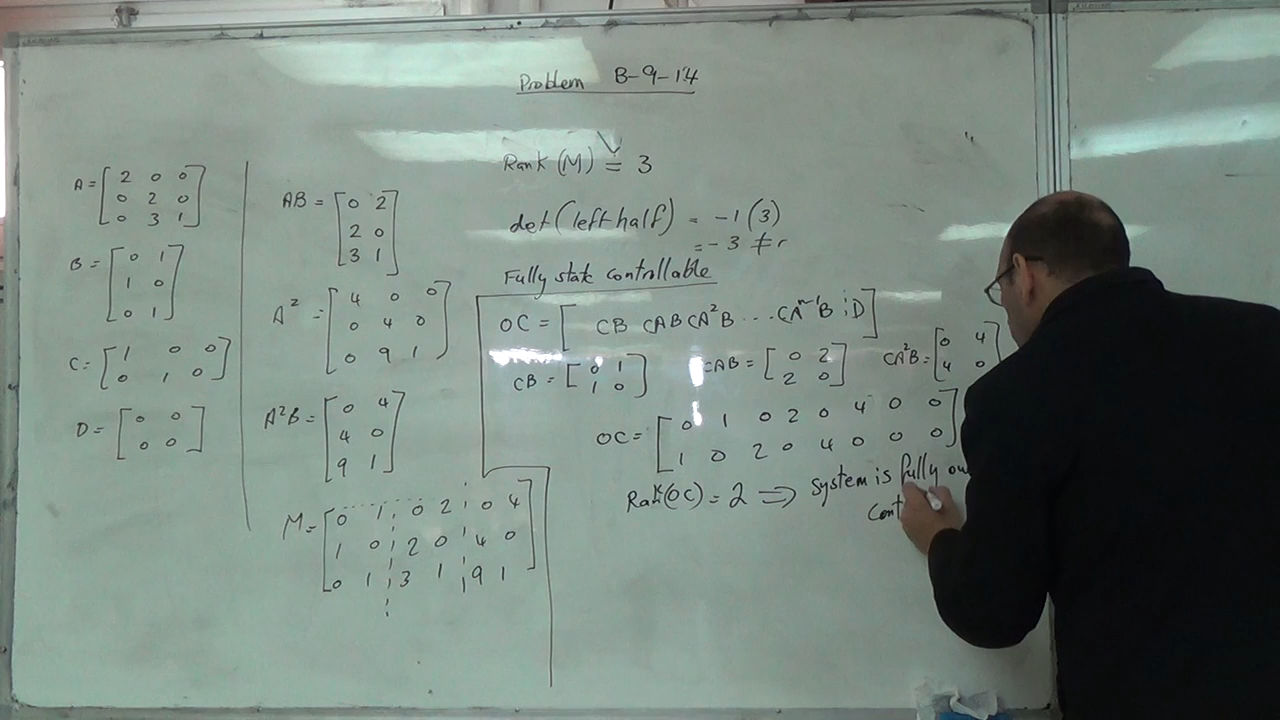 Problem B-9-14
A = [ 2 0 0
0 2 0
0 3 1 ]
B = [ 0 1
1 0
0 1 ]
C = [ 1 0 0
0 1 0 ]
D = [ 0 0
0 0 ]
AB = [ 0 2
2 0
3 1 ]
A² = [ 4 0 0
0 4 0
0 9 1 ]
A²B = [ 0 4
4 0
9 1 ]
M = [ 0 1 0 2 0 4
1 0 2 0 4 0
0 1 3 1 9 1 ]
Rank (M) = 3
det (left half) = -1 (3)
= -3 ≠ r
Fully state controllable
OC = [ CB CAB CA²B ... CAⁿ⁻¹B ⋮ D ]
CB = [ 0 1
1 0 ]
CAB = [ 0 2
2 0 ]
CA²B = [ 0 4
4 0 ]
OC = [ 0 1 0 2 0 4 0 0
1 0 2 0 4 0 0 0 ]
Rank (OC) = 2 ⇒ system is fully ou
cont